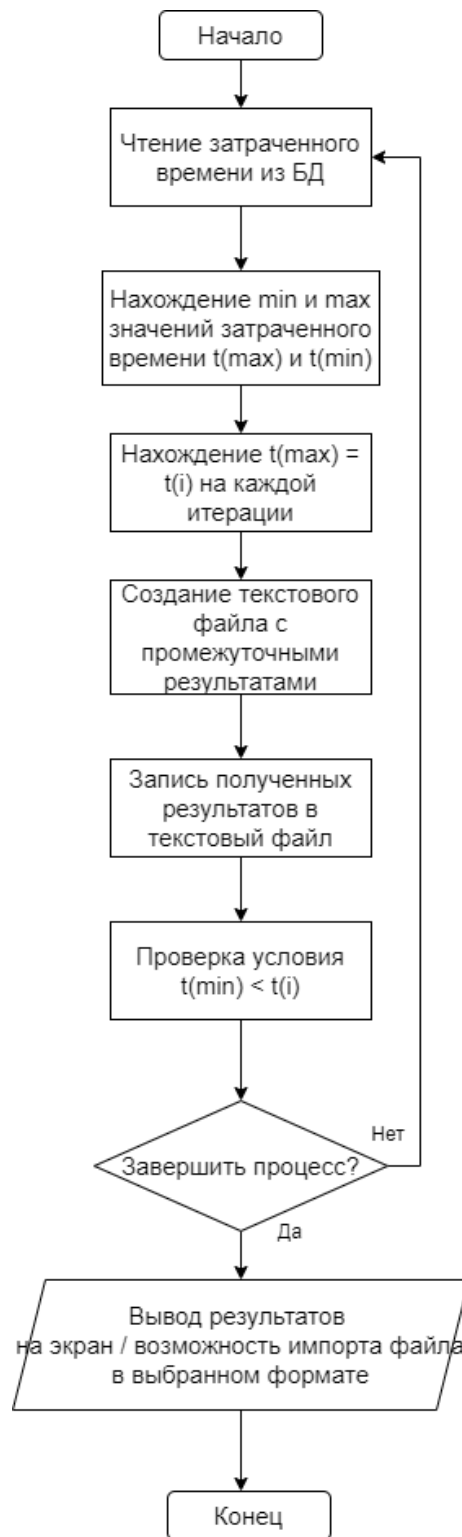 Начало
Чтение затраченного
времени из БД
Нахождение min и max
значений затраченного
времени t(max) и t(min)
Нахождение t(max) =
t(i) на каждой
итерации
Создание текстового
файла с
промежуточными
результатами
Запись полученных
результатов в
текстовый файл
Проверка условия
t(min) < t(i)
Завершить процесс?
Нет
Да
Вывод результатов
на экран / возможность импорта файла
в выбранном формате
Конец